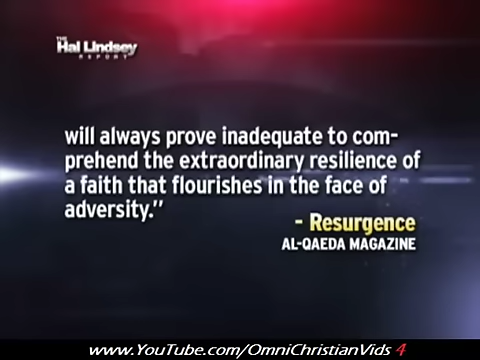 THE
Hal Lindsey
REPORT
will always prove inadequate to com-
prehend the extraordinary resilience of
a faith that flourishes in the face of
adversity.”
- Resurgence
AL-QAEDA MAGAZINE
www.YouTube.com/OmniChristianVids 4